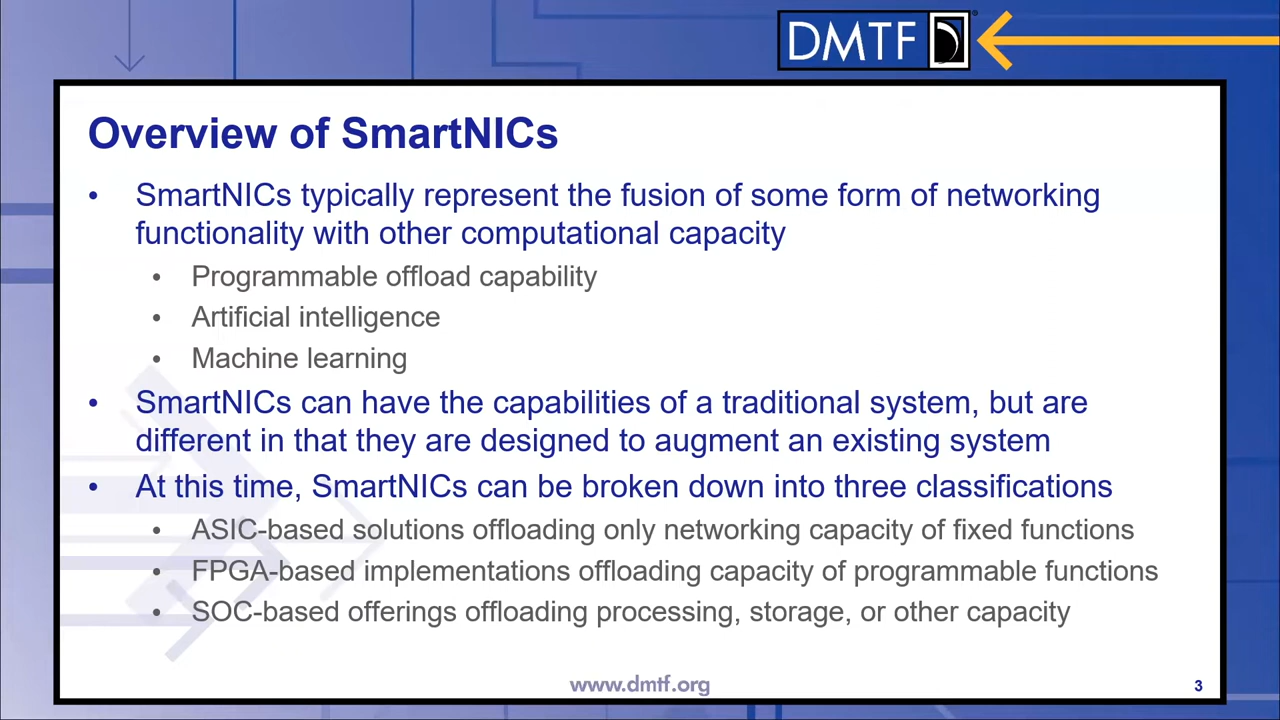 DMTF
Overview of SmartNICs
• SmartNICs typically represent the fusion of some form of networking
functionality with other computational capacity
• Programmable offload capability
• Artificial intelligence
• Machine learning
• SmartNICs can have the capabilities of a traditional system, but are
different in that they are designed to augment an existing system
• At this time, SmartNICs can be broken down into three classifications
• ASIC-based solutions offloading only networking capacity of fixed functions
• FPGA-based implementations offloading capacity of programmable functions
• SOC-based offerings offloading processing, storage, or other capacity
www.dmtf.org
3